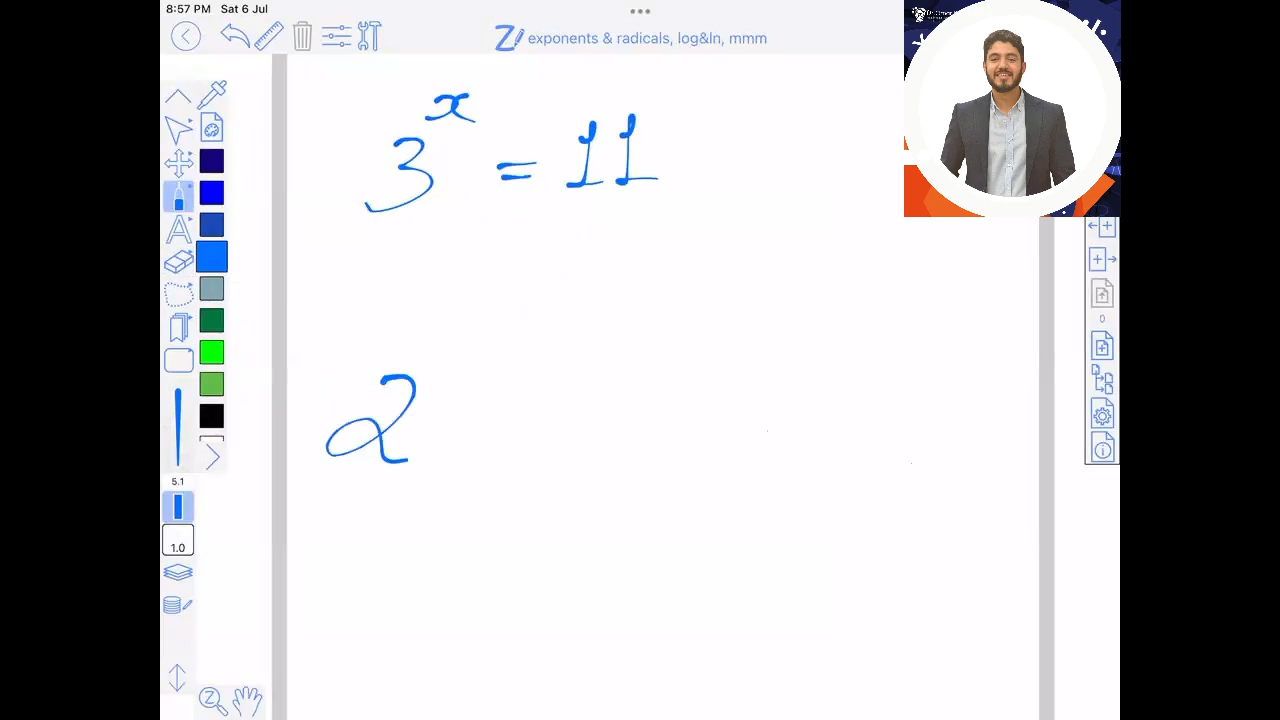 8:57 PM Sat 6 Jul
exponents & radicals, log&ln, mmm
3^x = 11
2
5.1
1.0
0